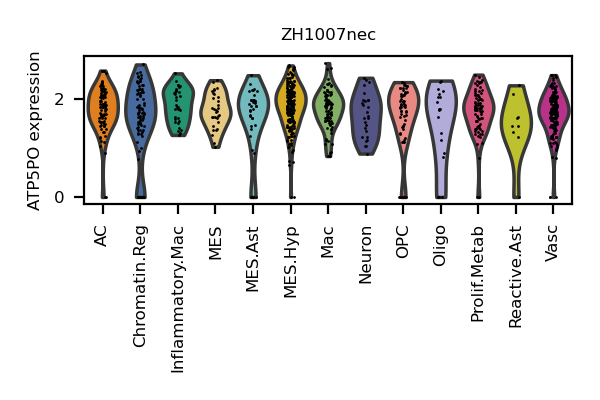 ZH1007nec
ATP5PO expression
2
0
AC
Chromatin.Reg
Inflammatory.Mac
MES
MES.Ast
MES.Hyp
Mac
Neuron
OPC
Oligo
Prolif.Metab
Reactive.Ast
Vasc